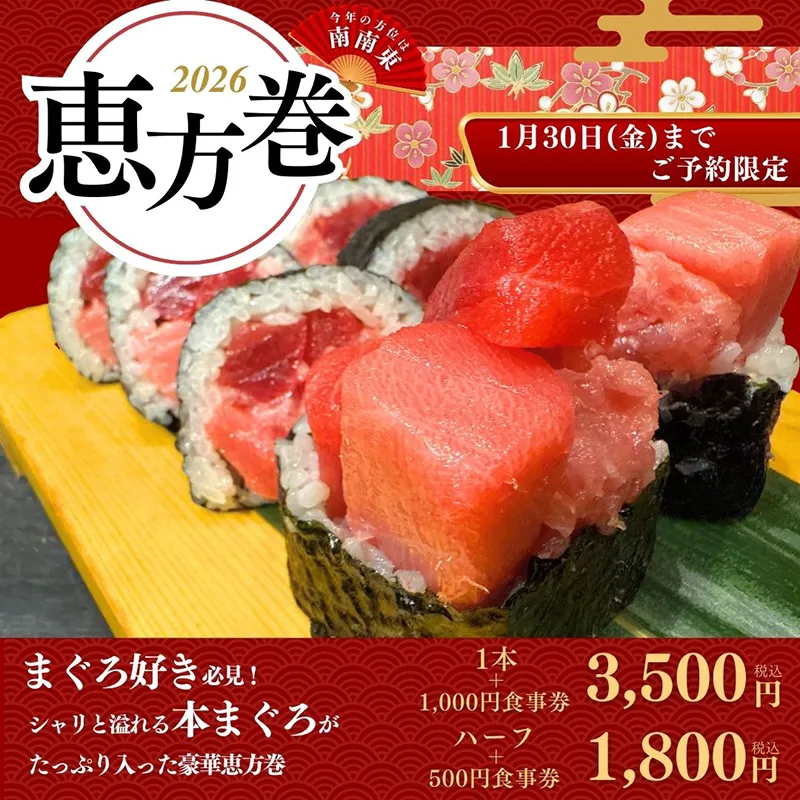 今年の方位は
南南東
2026
恵方巻
1月30日(金)まで
ご予約限定
まぐろ好き必見！
シャリと溢れる本まぐろが
たっぷり入った豪華恵方巻
1本
+
1,000円食事券
3,500円
税込
ハーフ
+
500円食事券
1,800円
税込